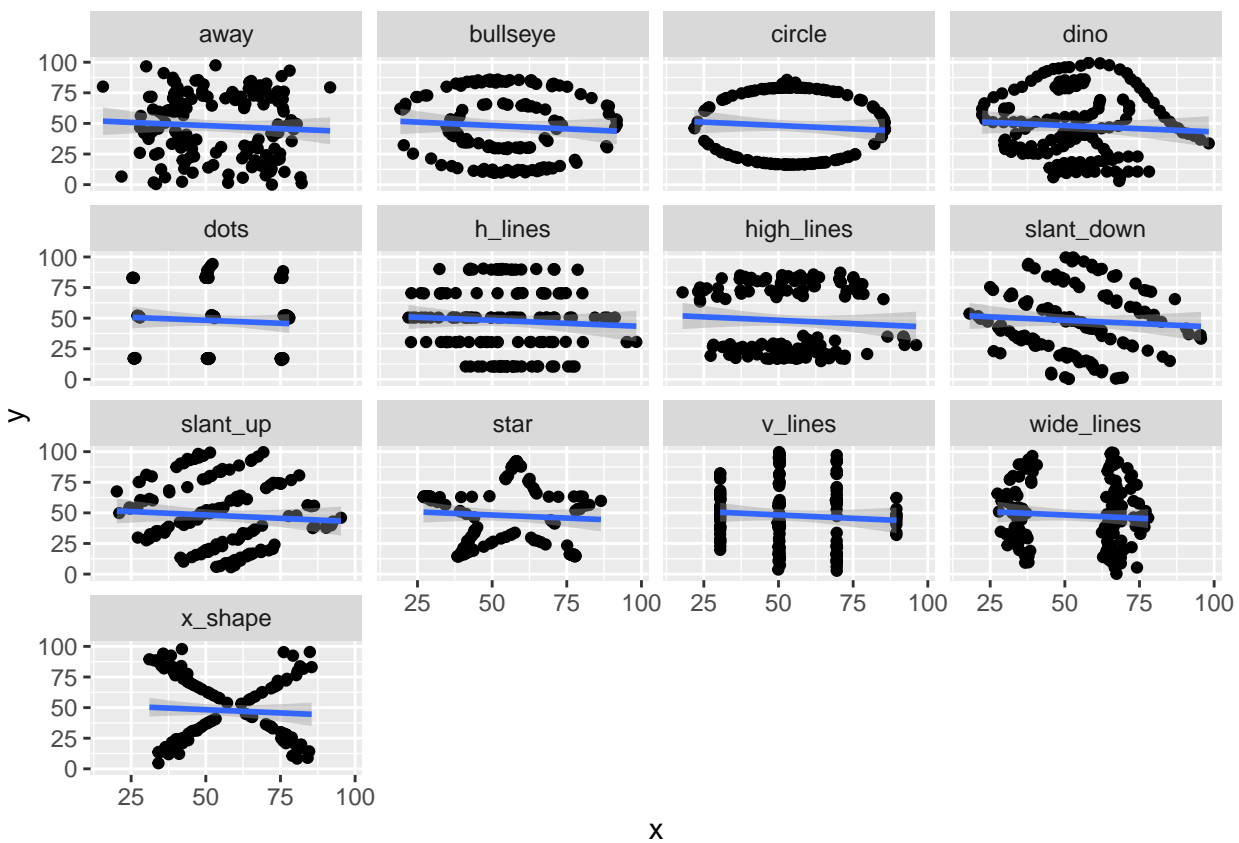 away bullseye circle dino
100
75
50
25
0
dots h_lines high_lines slant_down
100
75
50
25
0
slant_up star v_lines wide_lines
100
75
50
25
0
25 50 75 100 25 50 75 100 25 50 75 100
x_shape
100
75
50
25
0
25 50 75 100
x
y